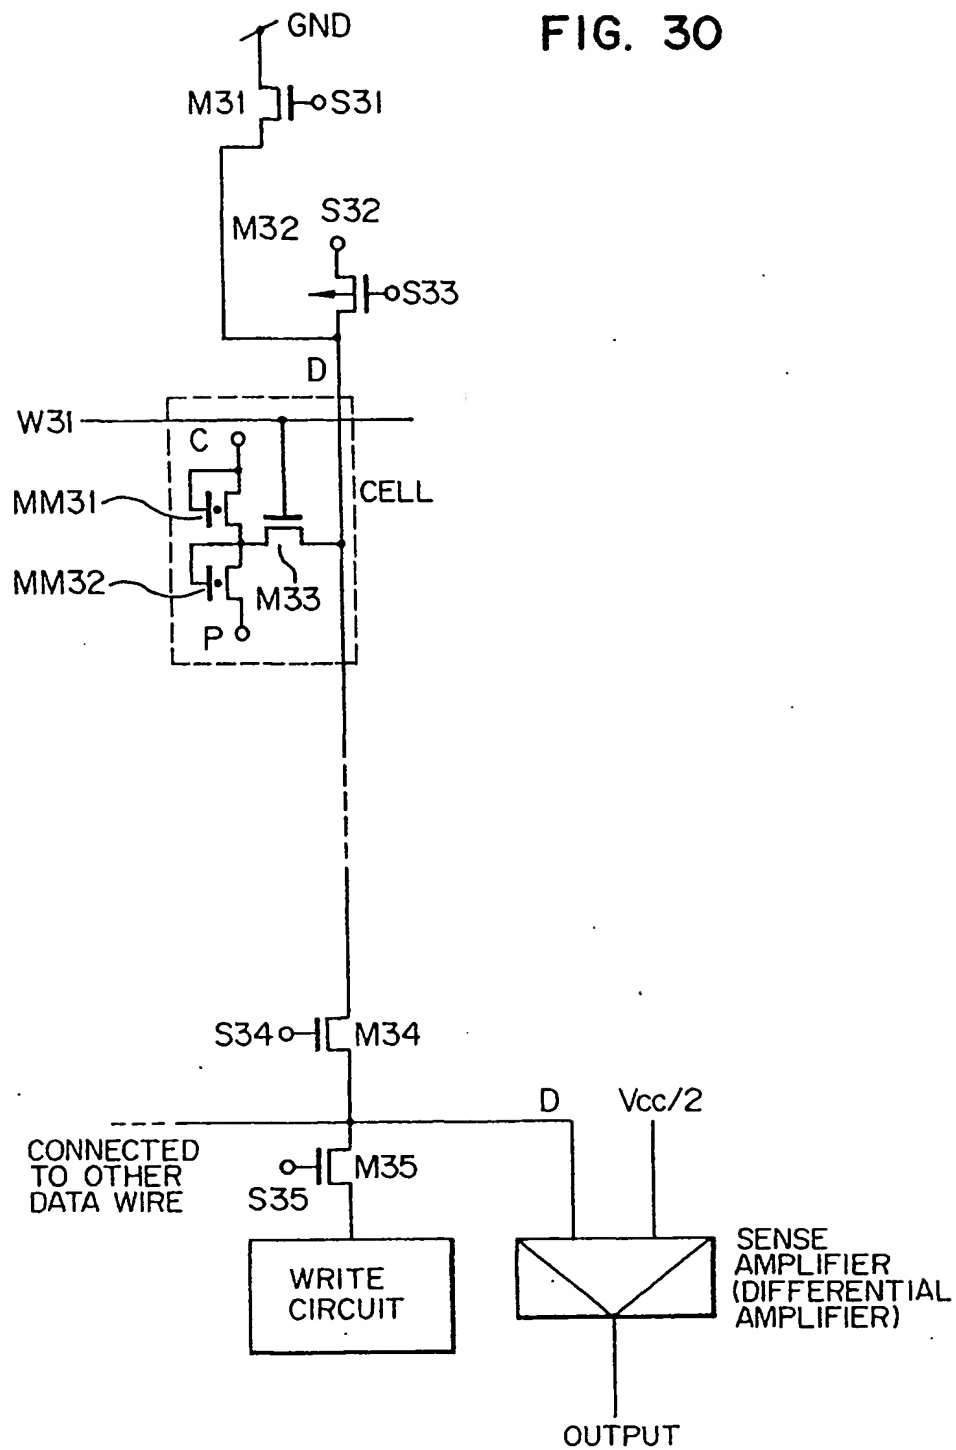 FIG. 30
GND
M31
S31
M32
S32
S33
D
W31
C
CELL
MM31
MM32
M33
P
S34
M34
D
Vcc/2
CONNECTED
TO OTHER
DATA WIRE
M35
S35
WRITE
CIRCUIT
SENSE
AMPLIFIER
(DIFFERENTIAL
AMPLIFIER)
OUTPUT